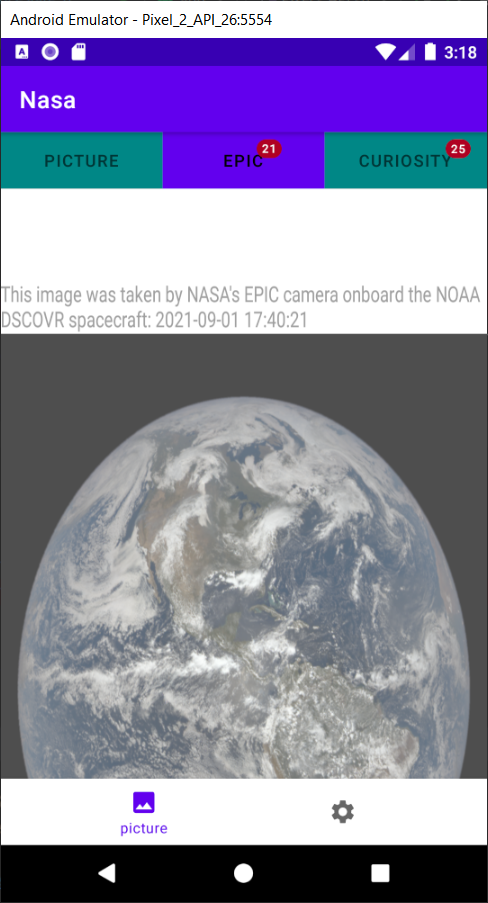 Android Emulator - Pixel_2_API_26:5554
A 3:18
Nasa
PICTURE EPIC 21 CURIOSITY 25
This image was taken by NASA's EPIC camera onboard the NOAA
DSCOVR spacecraft: 2021-09-01 17:40:21
picture